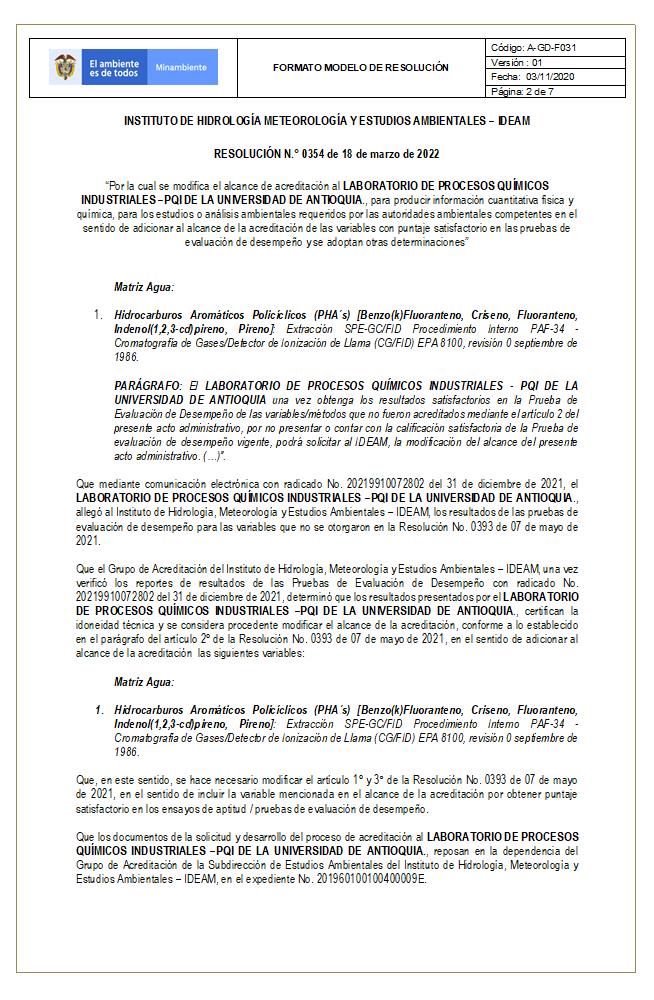 El ambiente
es de todos
Minambiente
FORMATO MODELO DE RESOLUCIÓN
Código: A-GD-F031
Versión : 01
Fecha: 03/11/2020
Página: 2 de 7
INSTITUTO DE HIDROLOGÍA METEOROLOGÍA Y ESTUDIOS AMBIENTALES – IDEAM
RESOLUCIÓN N.° 0354 de 18 de marzo de 2022
“Por la cual se modifica el alcance de acreditación al LABORATORIO DE PROCESOS QUÍMICOS
INDUSTRIALES –PQI DE LA UNIVERSIDAD DE ANTIOQUIA., para producir información cuantitativa física y
química, para los estudios o análisis ambientales requeridos por las autoridades ambientales competentes en el
sentido de adicionar al alcance de la acreditación de las variables con puntaje satisfactorio en las pruebas de
evaluación de desempeño y se adoptan otras determinaciones”
Matriz Agua:
1. Hidrocarburos Aromáticos Policíclicos (PHA´s) [Benzo(k)Fluoranteno, Criseno, Fluoranteno,
Indenol(1,2,3-cd)pireno, Pireno]: Extracción SPE-GC/FID Procedimiento Interno PAF-34 -
Cromatografía de Gases/Detector de Ionización de Llama (CG/FID) EPA 8100, revisión 0 septiembre de
1986.
PARÁGRAFO: El LABORATORIO DE PROCESOS QUÍMICOS INDUSTRIALES - PQI DE LA
UNIVERSIDAD DE ANTIOQUIA una vez obtenga los resultados satisfactorios en la Prueba de
Evaluación de Desempeño de las variables/métodos que no fueron acreditados mediante el artículo 2 del
presente acto administrativo, por no presentar o contar con la calificación satisfactoria de la Prueba de
evaluación de desempeño vigente, podrá solicitar al IDEAM, la modificación del alcance del presente
acto administrativo. (…)”.
Que mediante comunicación electrónica con radicado No. 20219910072802 del 31 de diciembre de 2021, el
LABORATORIO DE PROCESOS QUÍMICOS INDUSTRIALES –PQI DE LA UNIVERSIDAD DE ANTIOQUIA.,
allegó al Instituto de Hidrología, Meteorología y Estudios Ambientales – IDEAM, los resultados de las pruebas de
evaluación de desempeño para las variables que no se otorgaron en la Resolución No. 0393 de 07 de mayo de
2021.
Que el Grupo de Acreditación del Instituto de Hidrología, Meteorología y Estudios Ambientales – IDEAM, una vez
verificó los reportes de resultados de las Pruebas de Evaluación de Desempeño con radicado No.
20219910072802 del 31 de diciembre de 2021, determinó que los resultados presentados por el LABORATORIO
DE PROCESOS QUÍMICOS INDUSTRIALES –PQI DE LA UNIVERSIDAD DE ANTIOQUIA., certifican la
idoneidad técnica y se considera procedente modificar el alcance de la acreditación, conforme a lo establecido
en el parágrafo del artículo 2º de la Resolución No. 0393 de 07 de mayo de 2021, en el sentido de adicionar al
alcance de la acreditación las siguientes variables:
Matriz Agua:
1. Hidrocarburos Aromáticos Policíclicos (PHA´s) [Benzo(k)Fluoranteno, Criseno, Fluoranteno,
Indenol(1,2,3-cd)pireno, Pireno]: Extracción SPE-GC/FID Procedimiento Interno PAF-34 -
Cromatografía de Gases/Detector de Ionización de Llama (CG/FID) EPA 8100, revisión 0 septiembre de
1986.
Que, en este sentido, se hace necesario modificar el artículo 1º y 3º de la Resolución No. 0393 de 07 de mayo
de 2021, en el sentido de incluir la variable mencionada en el alcance de la acreditación por obtener puntaje
satisfactorio en los ensayos de aptitud / pruebas de evaluación de desempeño.
Que los documentos de la solicitud y desarrollo del proceso de acreditación al LABORATORIO DE PROCESOS
QUÍMICOS INDUSTRIALES –PQI DE LA UNIVERSIDAD DE ANTIOQUIA., reposan en la dependencia del
Grupo de Acreditación de la Subdirección de Estudios Ambientales del Instituto de Hidrología, Meteorología y
Estudios Ambientales – IDEAM, en el expediente No. 201960100100400009E.